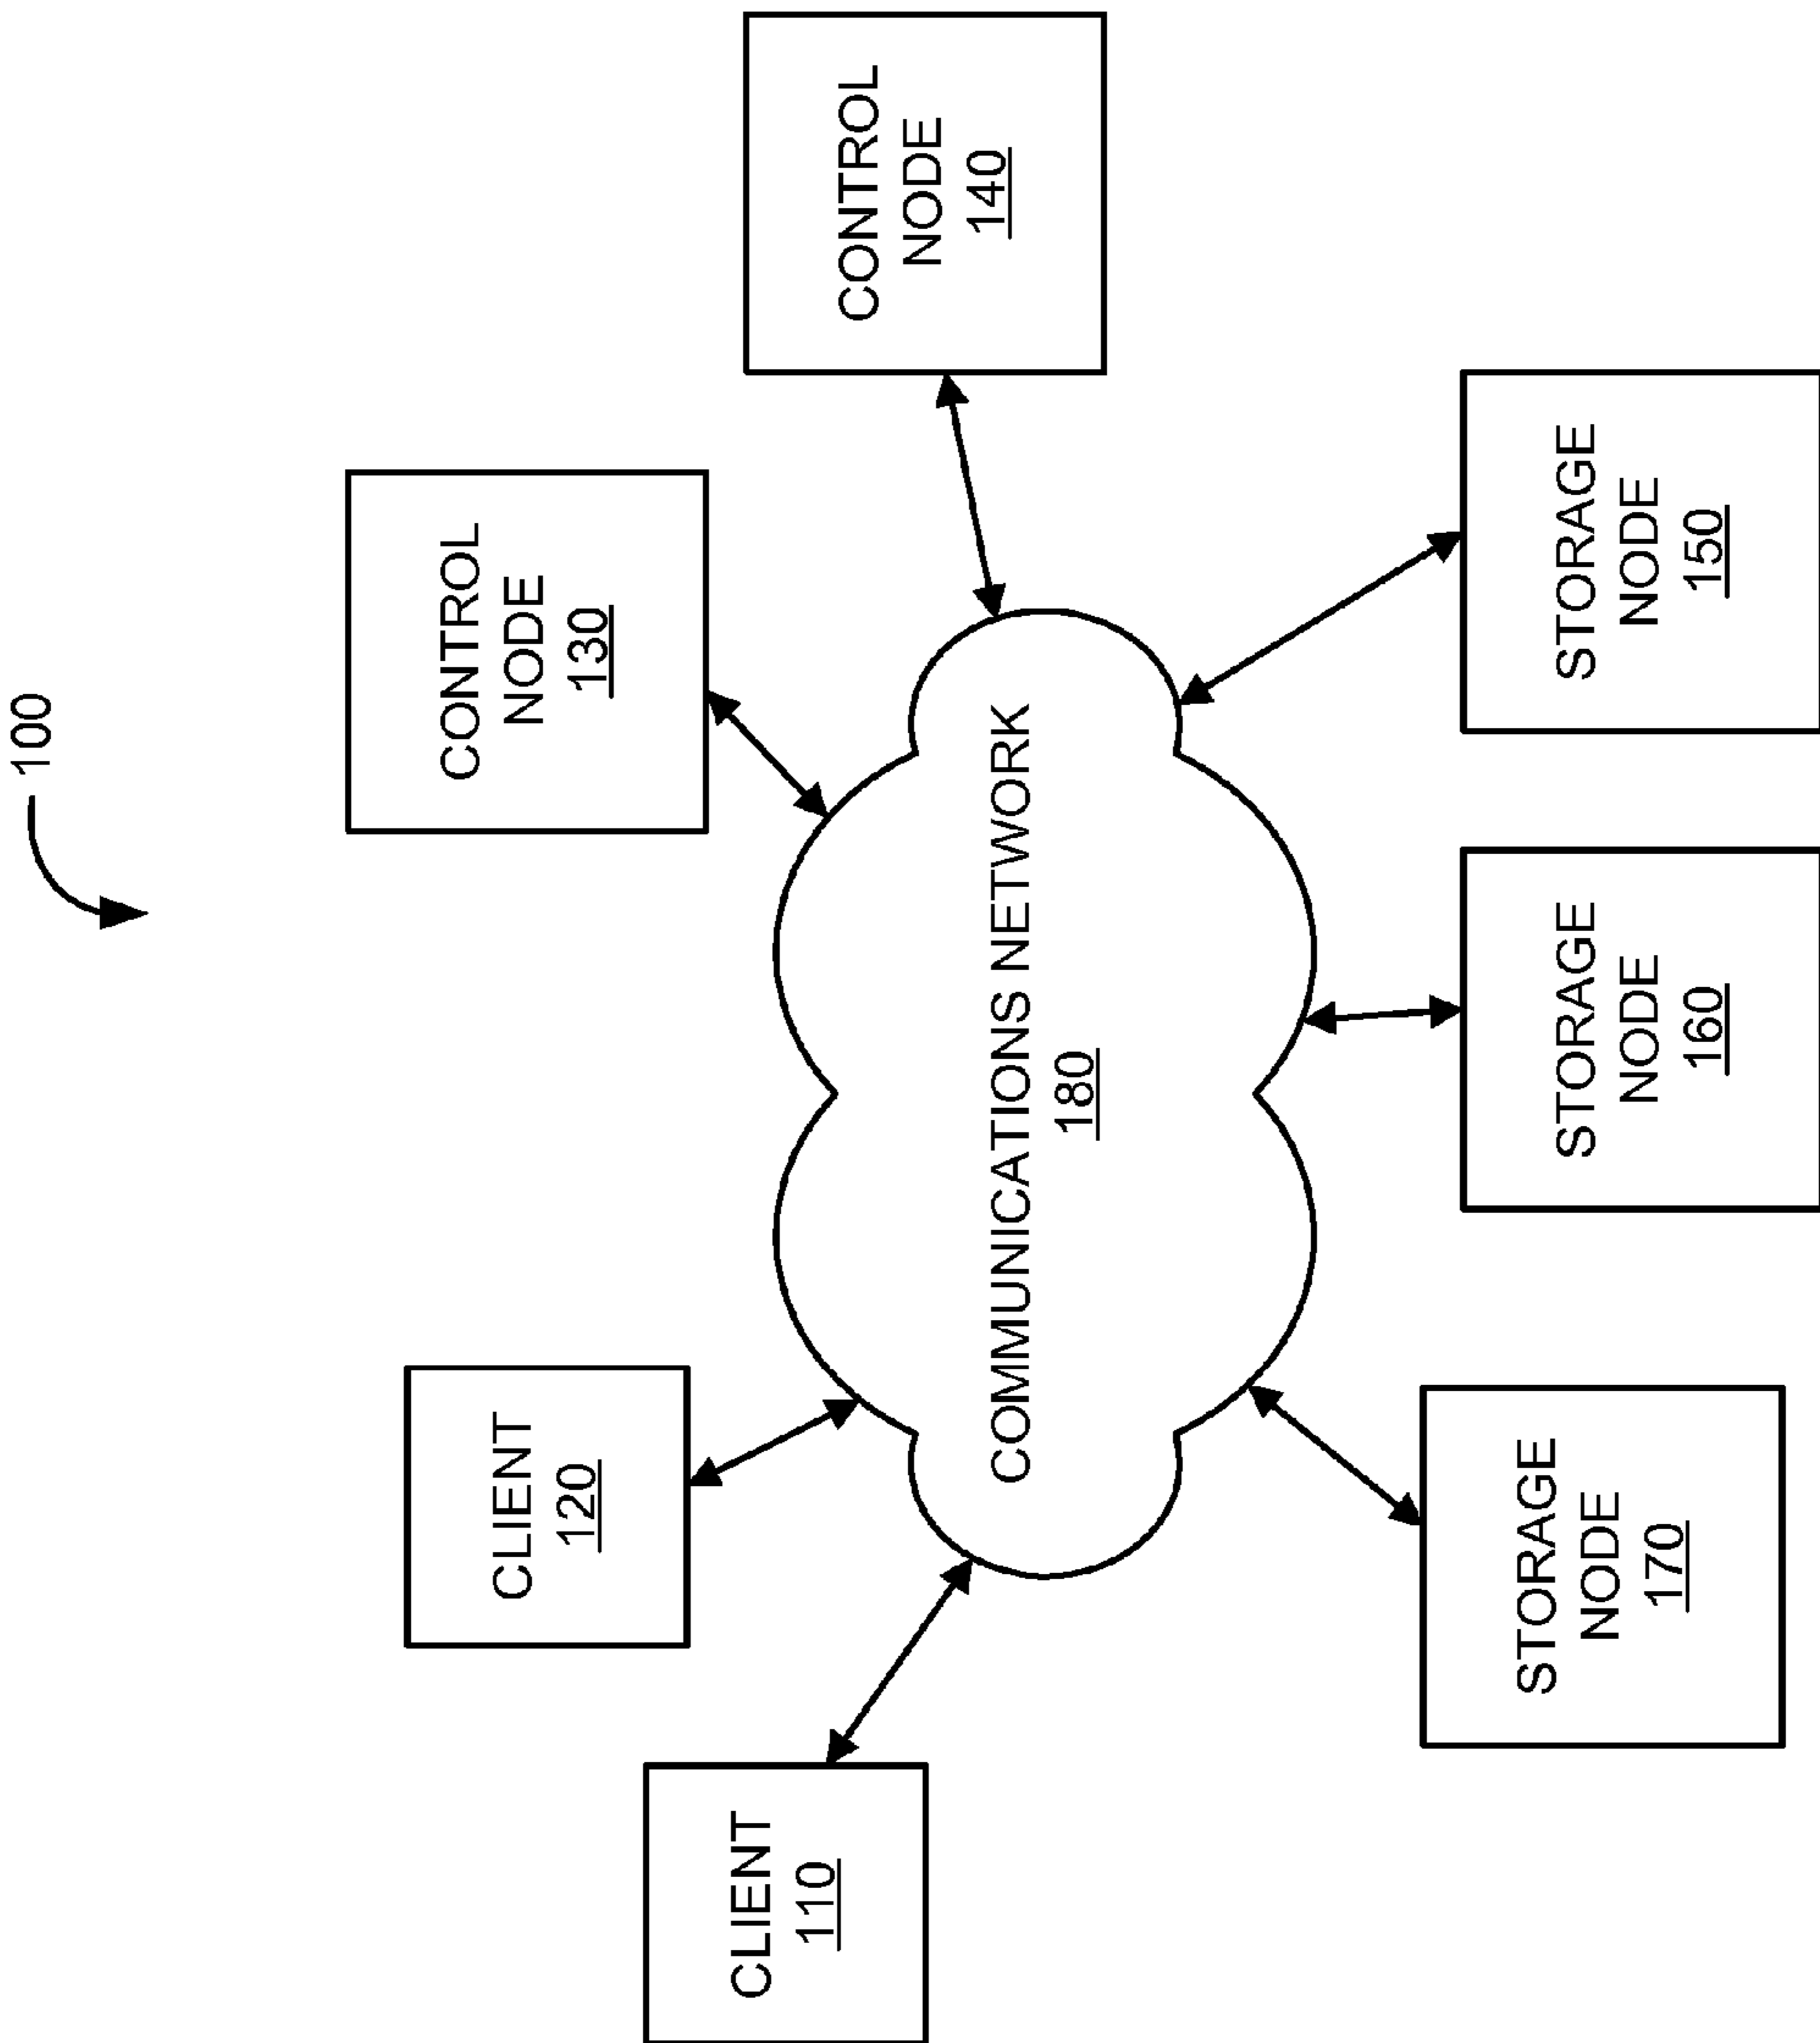 100
CLIENT
110
CLIENT
120
CONTROL
NODE
130
CONTROL
NODE
140
COMMUNICATIONS NETWORK
180
STORAGE
NODE
170
STORAGE
NODE
160
STORAGE
NODE
150